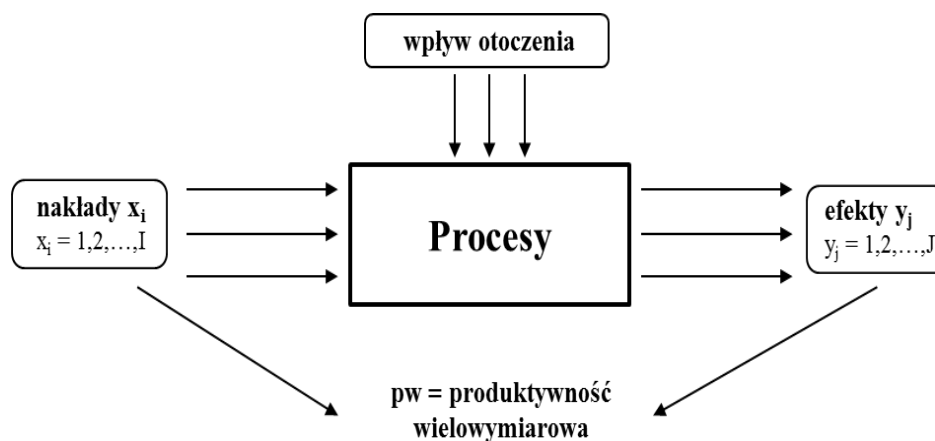 wpływ otoczenia
nakłady xᵢ
xᵢ = 1,2,...,I
Procesy
efekty yⱼ
yⱼ = 1,2,...,J
pw = produktywność
wielowymiarowa